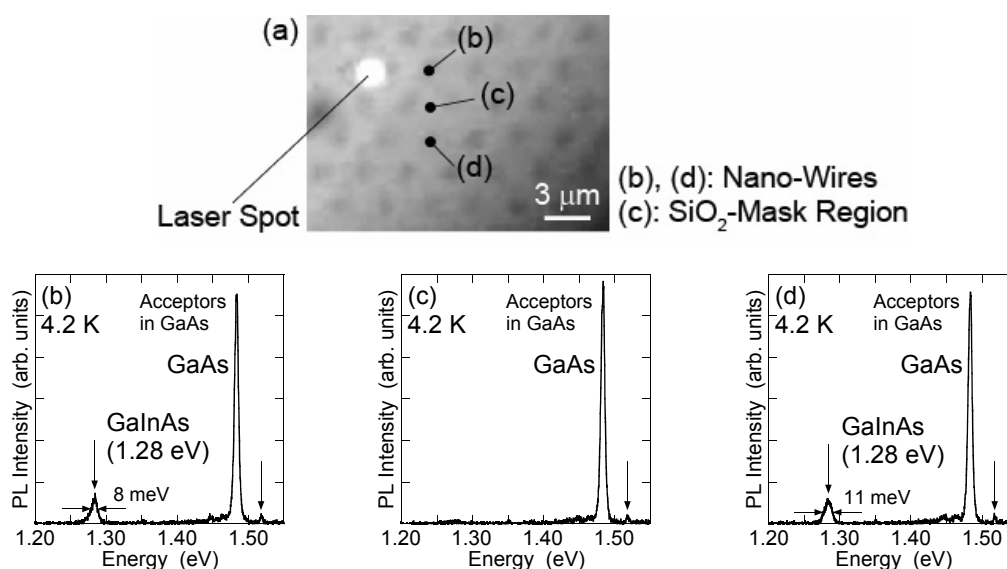 (a)
(b)
(c)
(d)
3 µm
Laser Spot
(b), (d): Nano-Wires
(c): SiO₂-Mask Region
(b)
4.2 K
Acceptors
in GaAs
GaAs
GaInAs
(1.28 eV)
8 meV
PL Intensity (arb. units)
1.20 1.30 1.40 1.50
Energy (eV)
(c)
4.2 K
Acceptors
in GaAs
GaAs
PL Intensity (arb. units)
1.20 1.30 1.40 1.50
Energy (eV)
(d)
4.2 K
Acceptors
in GaAs
GaAs
GaInAs
(1.28 eV)
11 meV
PL Intensity (arb. units)
1.20 1.30 1.40 1.50
Energy (eV)